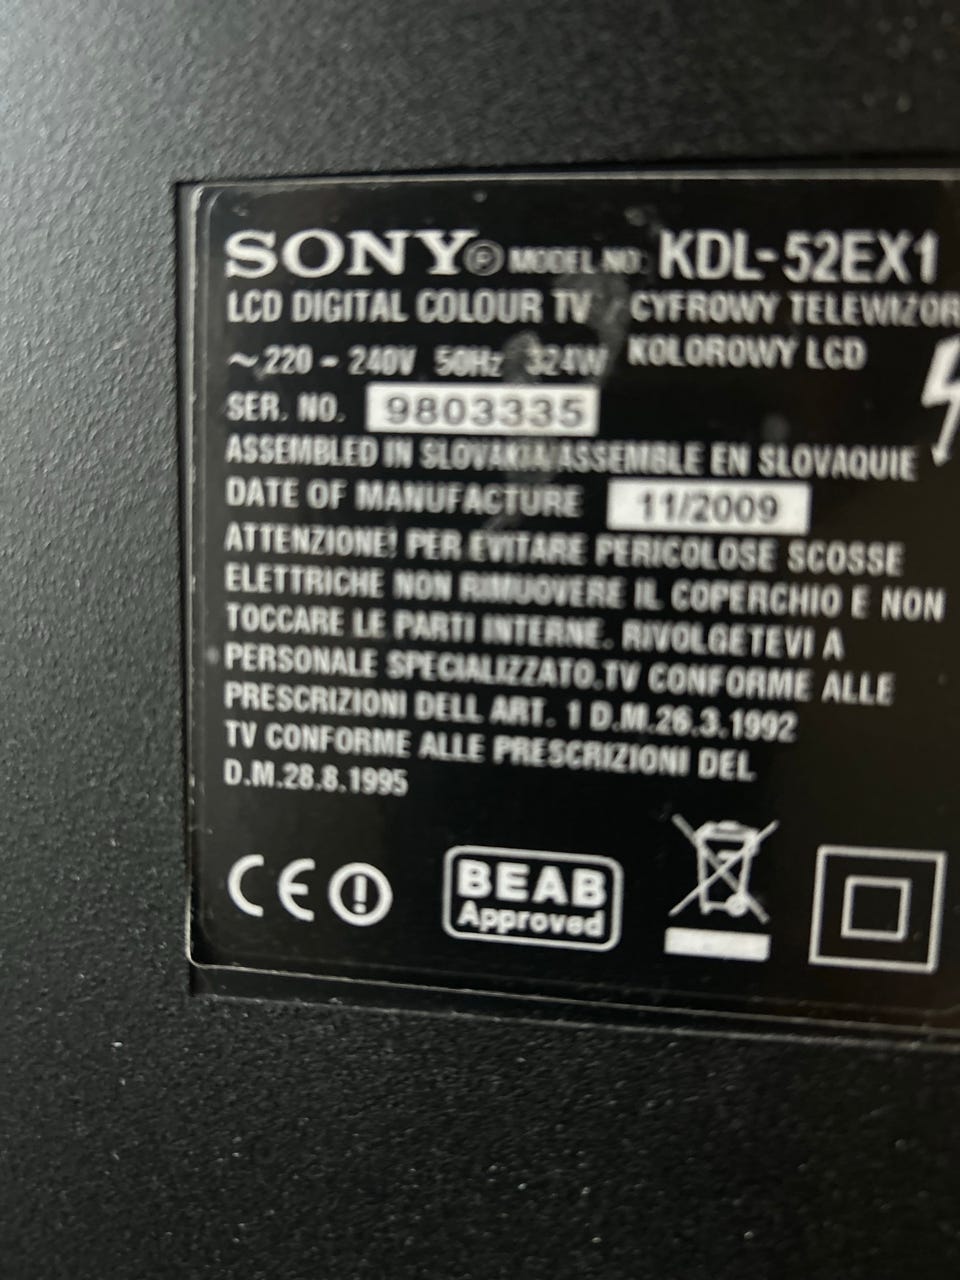 SONY® MODEL NO: KDL-52EX1
LCD DIGITAL COLOUR TV / CYFROWY TELEWIZOR
~ 220 - 240V 50Hz 324W KOLOROWY LCD
SER. NO. 9803335
ASSEMBLED IN SLOVAKIA/ASSEMBLE EN SLOVAQUIE
DATE OF MANUFACTURE 11/2009
ATTENZIONE! PER EVITARE PERICOLOSE SCOSSE
ELETTRICHE NON RIMUOVERE IL COPERCHIO E NON
TOCCARE LE PARTI INTERNE. RIVOLGETEVI A
PERSONALE SPECIALIZZATO.TV CONFORME ALLE
PRESCRIZIONI DELL ART. 1 D.M.26.3.1992
TV CONFORME ALLE PRESCRIZIONI DEL
D.M.28.8.1995
CE
BEAB
Approved